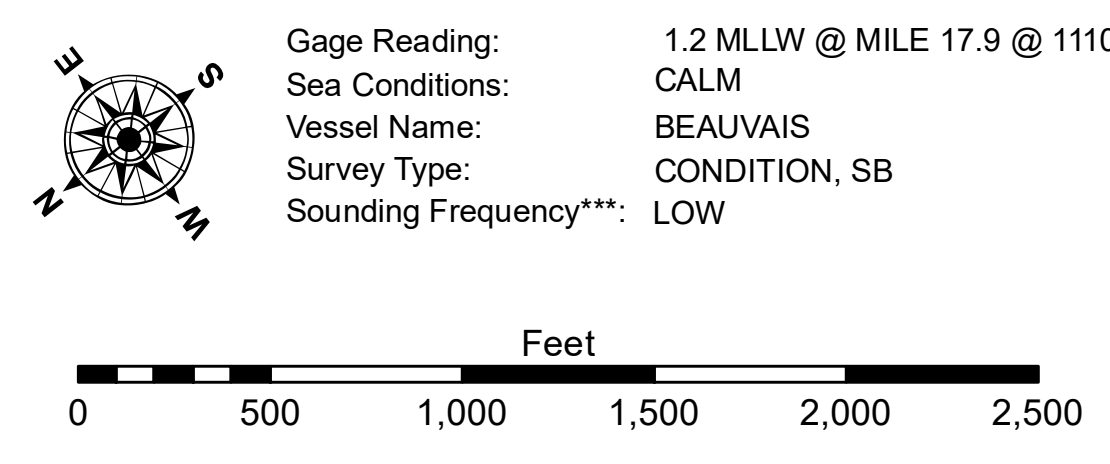 E S N W
Gage Reading: 1.2 MLLW @ MILE 17.9 @ 1110
Sea Conditions: CALM
Vessel Name: BEAUVAIS
Survey Type: CONDITION, SB
Sounding Frequency***: LOW
Feet
0 500 1,000 1,500 2,000 2,500